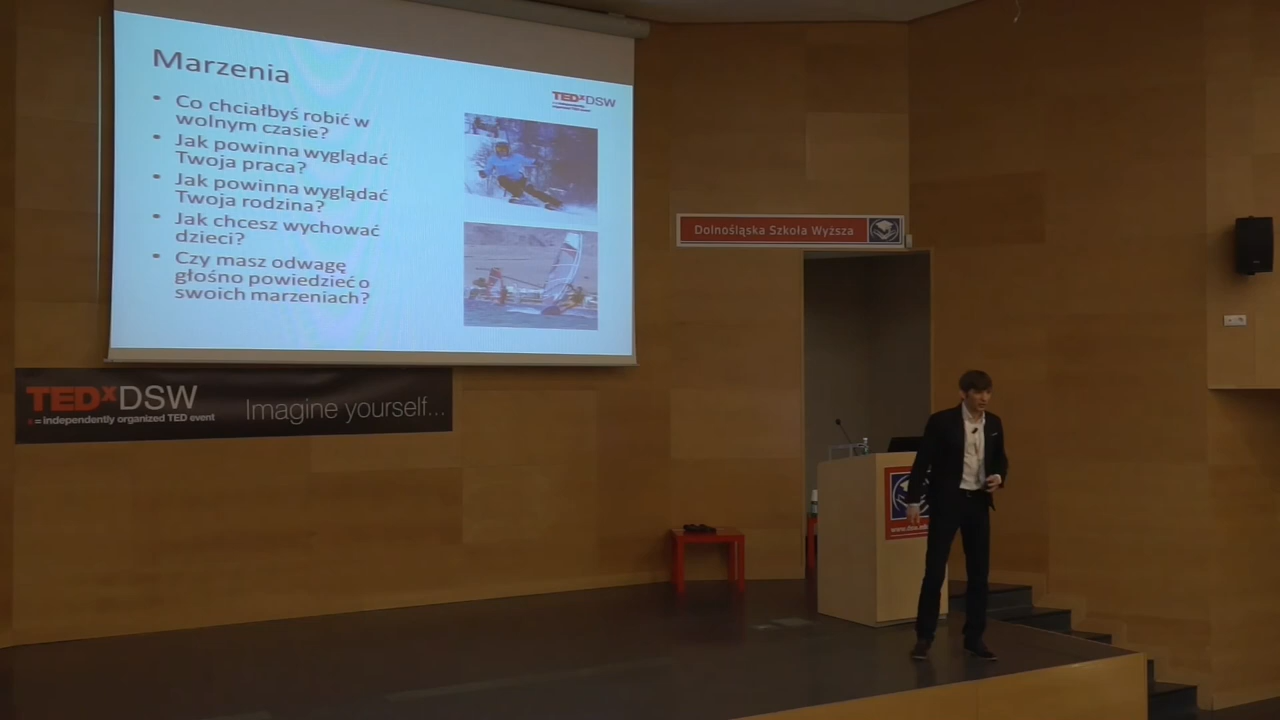 Marzenia
TEDxDSW
• Co chciałbyś robić w
wolnym czasie?
• Jak powinna wyglądać
Twoja praca?
• Jak powinna wyglądać
Twoja rodzina?
• Jak chcesz wychować
dzieci?
• Czy masz odwagę
głośno powiedzieć o
swoich marzeniach?
Dolnośląska Szkoła Wyższa
TEDxDSW
x = independently organized TED event
Imagine yourself...